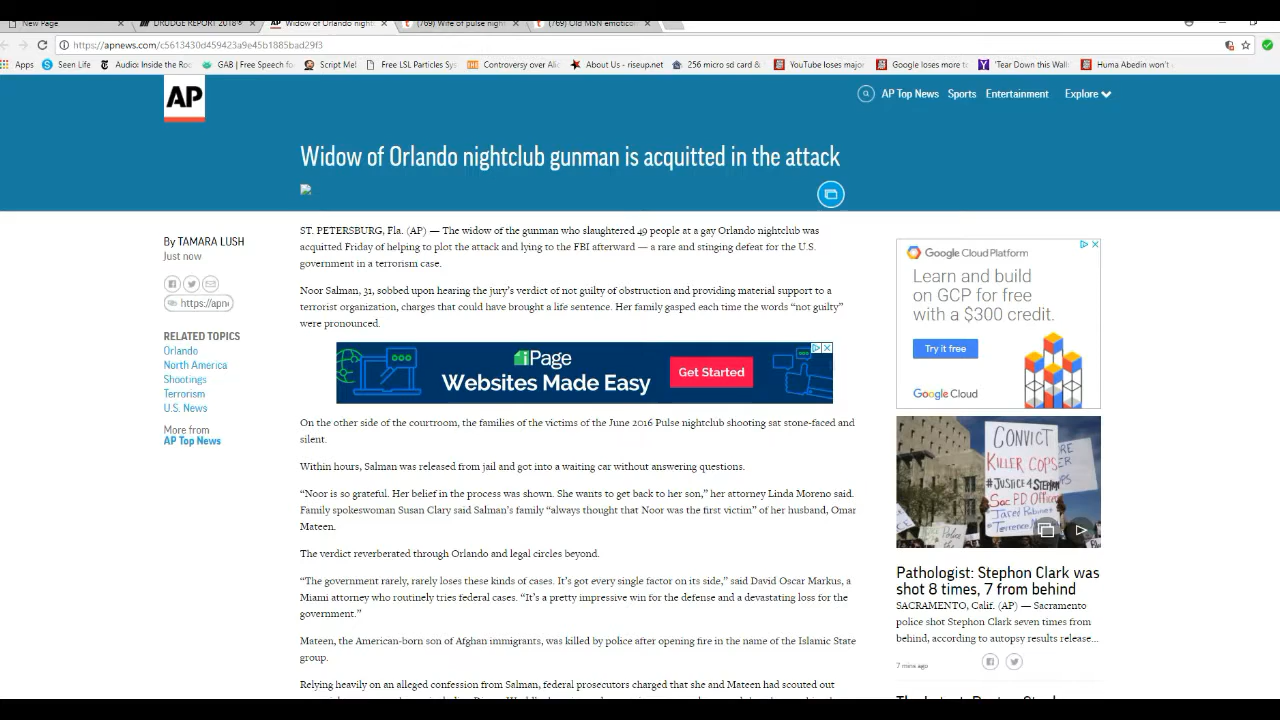 New Page
DRUDGE REPORT 2018®
Widow of Orlando nights
(769) Wife of pulse nigh
(769) Old MSN emotico
https://apnews.com/c5613430d459423a9e45b1885bad29f3
Apps
Seen Life
Audio: Inside the Roc
GAB | Free Speech fo
Script Me!
Free LSL Particles Sys
Controversy over Alic
About Us - riseup.net
256 micro sd card &
YouTube loses major
Google loses more to
'Tear Down this Wall
Huma Abedin won't c
AP
AP Top News
Sports
Entertainment
Explore
Widow of Orlando nightclub gunman is acquitted in the attack
By TAMARA LUSH
Just now
https://apne
RELATED TOPICS
Orlando
North America
Shootings
Terrorism
U.S. News
More from
AP Top News
ST. PETERSBURG, Fla. (AP) — The widow of the gunman who slaughtered 49 people at a gay Orlando nightclub was
acquitted Friday of helping to plot the attack and lying to the FBI afterward — a rare and stinging defeat for the U.S.
government in a terrorism case.
Noor Salman, 31, sobbed upon hearing the jury's verdict of not guilty of obstruction and providing material support to a
terrorist organization, charges that could have brought a life sentence. Her family gasped each time the words “not guilty”
were pronounced.
iPage
Websites Made Easy
Get Started
On the other side of the courtroom, the families of the victims of the June 2016 Pulse nightclub shooting sat stone-faced and
silent.
Within hours, Salman was released from jail and got into a waiting car without answering questions.
“Noor is so grateful. Her belief in the process was shown. She wants to get back to her son,” her attorney Linda Moreno said.
Family spokeswoman Susan Clary said Salman's family “always thought that Noor was the first victim” of her husband, Omar
Mateen.
The verdict reverberated through Orlando and legal circles beyond.
“The government rarely, rarely loses these kinds of cases. It's got every single factor on its side,” said David Oscar Markus, a
Miami attorney who routinely tries federal cases. “It's a pretty impressive win for the defense and a devastating loss for the
government.”
Mateen, the American-born son of Afghan immigrants, was killed by police after opening fire in the name of the Islamic State
group.
Relying heavily on an alleged confession from Salman, federal prosecutors charged that she and Mateen had scouted out
Google Cloud Platform
Learn and build
on GCP for free
with a $300 credit.
Try it free
Google Cloud
CONVICT
KILLER COPS
#JUSTICE4STEPHON
Sac PD Officers
Jared Robinet
Terrence
Pathologist: Stephon Clark was
shot 8 times, 7 from behind
SACRAMENTO, Calif. (AP) — Sacramento
police shot Stephon Clark seven times from
behind, according to autopsy results release...
7 mins ago